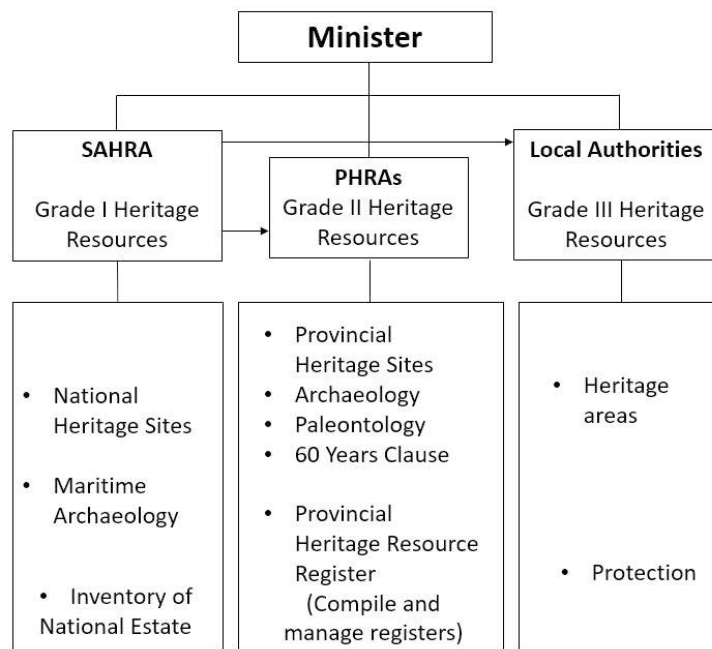 Minister
SAHRA
Grade I Heritage
Resources
PHRAs
Grade II Heritage
Resources
Local Authorities
Grade III Heritage
Resources
• National
Heritage Sites
• Maritime
Archaeology
• Inventory of
National Estate
• Provincial
Heritage Sites
• Archaeology
• Paleontology
• 60 Years Clause
• Provincial
Heritage Resource
Register
(Compile and
manage registers)
• Heritage
areas
• Protection